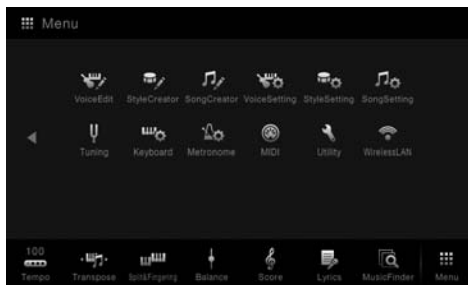 Menu
VoiceEdit StyleCreator SongCreator VoiceSetting StyleSetting SongSetting
Tuning Keyboard Metronome MIDI Utility WirelessLAN
100
Tempo Transpose Split&Fingering Balance Score Lyrics MusicFinder Menu